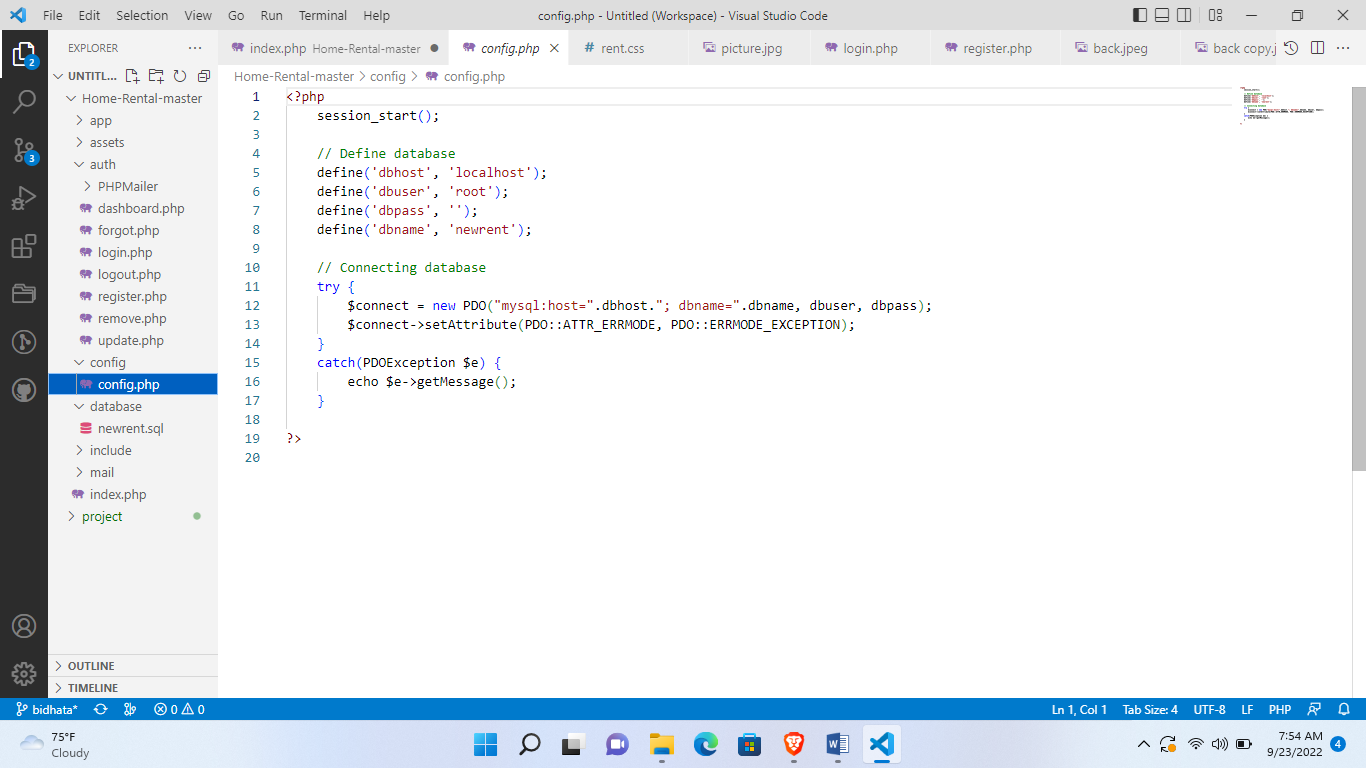 File Edit Selection View Go Run Terminal Help config.php - Untitled (Workspace) - Visual Studio Code
EXPLORER ...
index.php Home-Rental-master config.php rent.css picture.jpg login.php register.php back.jpeg back copy.j
UNTITL...
Home-Rental-master > config > config.php
Home-Rental-master
app
assets
auth
PHPMailer
dashboard.php
forgot.php
login.php
logout.php
register.php
remove.php
update.php
config
config.php
database
newrent.sql
include
mail
index.php
project
OUTLINE
TIMELINE
2
3
1 <?php
2 session_start();
3
4 // Define database
5 define('dbhost', 'localhost');
6 define('dbuser', 'root');
7 define('dbpass', '');
8 define('dbname', 'newrent');
9
10 // Connecting database
11 try {
12 $connect = new PDO("mysql:host=".dbhost."; dbname=".dbname, dbuser, dbpass);
13 $connect->setAttribute(PDO::ATTR_ERRMODE, PDO::ERRMODE_EXCEPTION);
14 }
15 catch(PDOException $e) {
16 echo $e->getMessage();
17 }
18
19 ?>
20
bidhata* 0 0 Ln 1, Col 1 Tab Size: 4 UTF-8 LF PHP
75°F
Cloudy
7:54 AM
9/23/2022
4